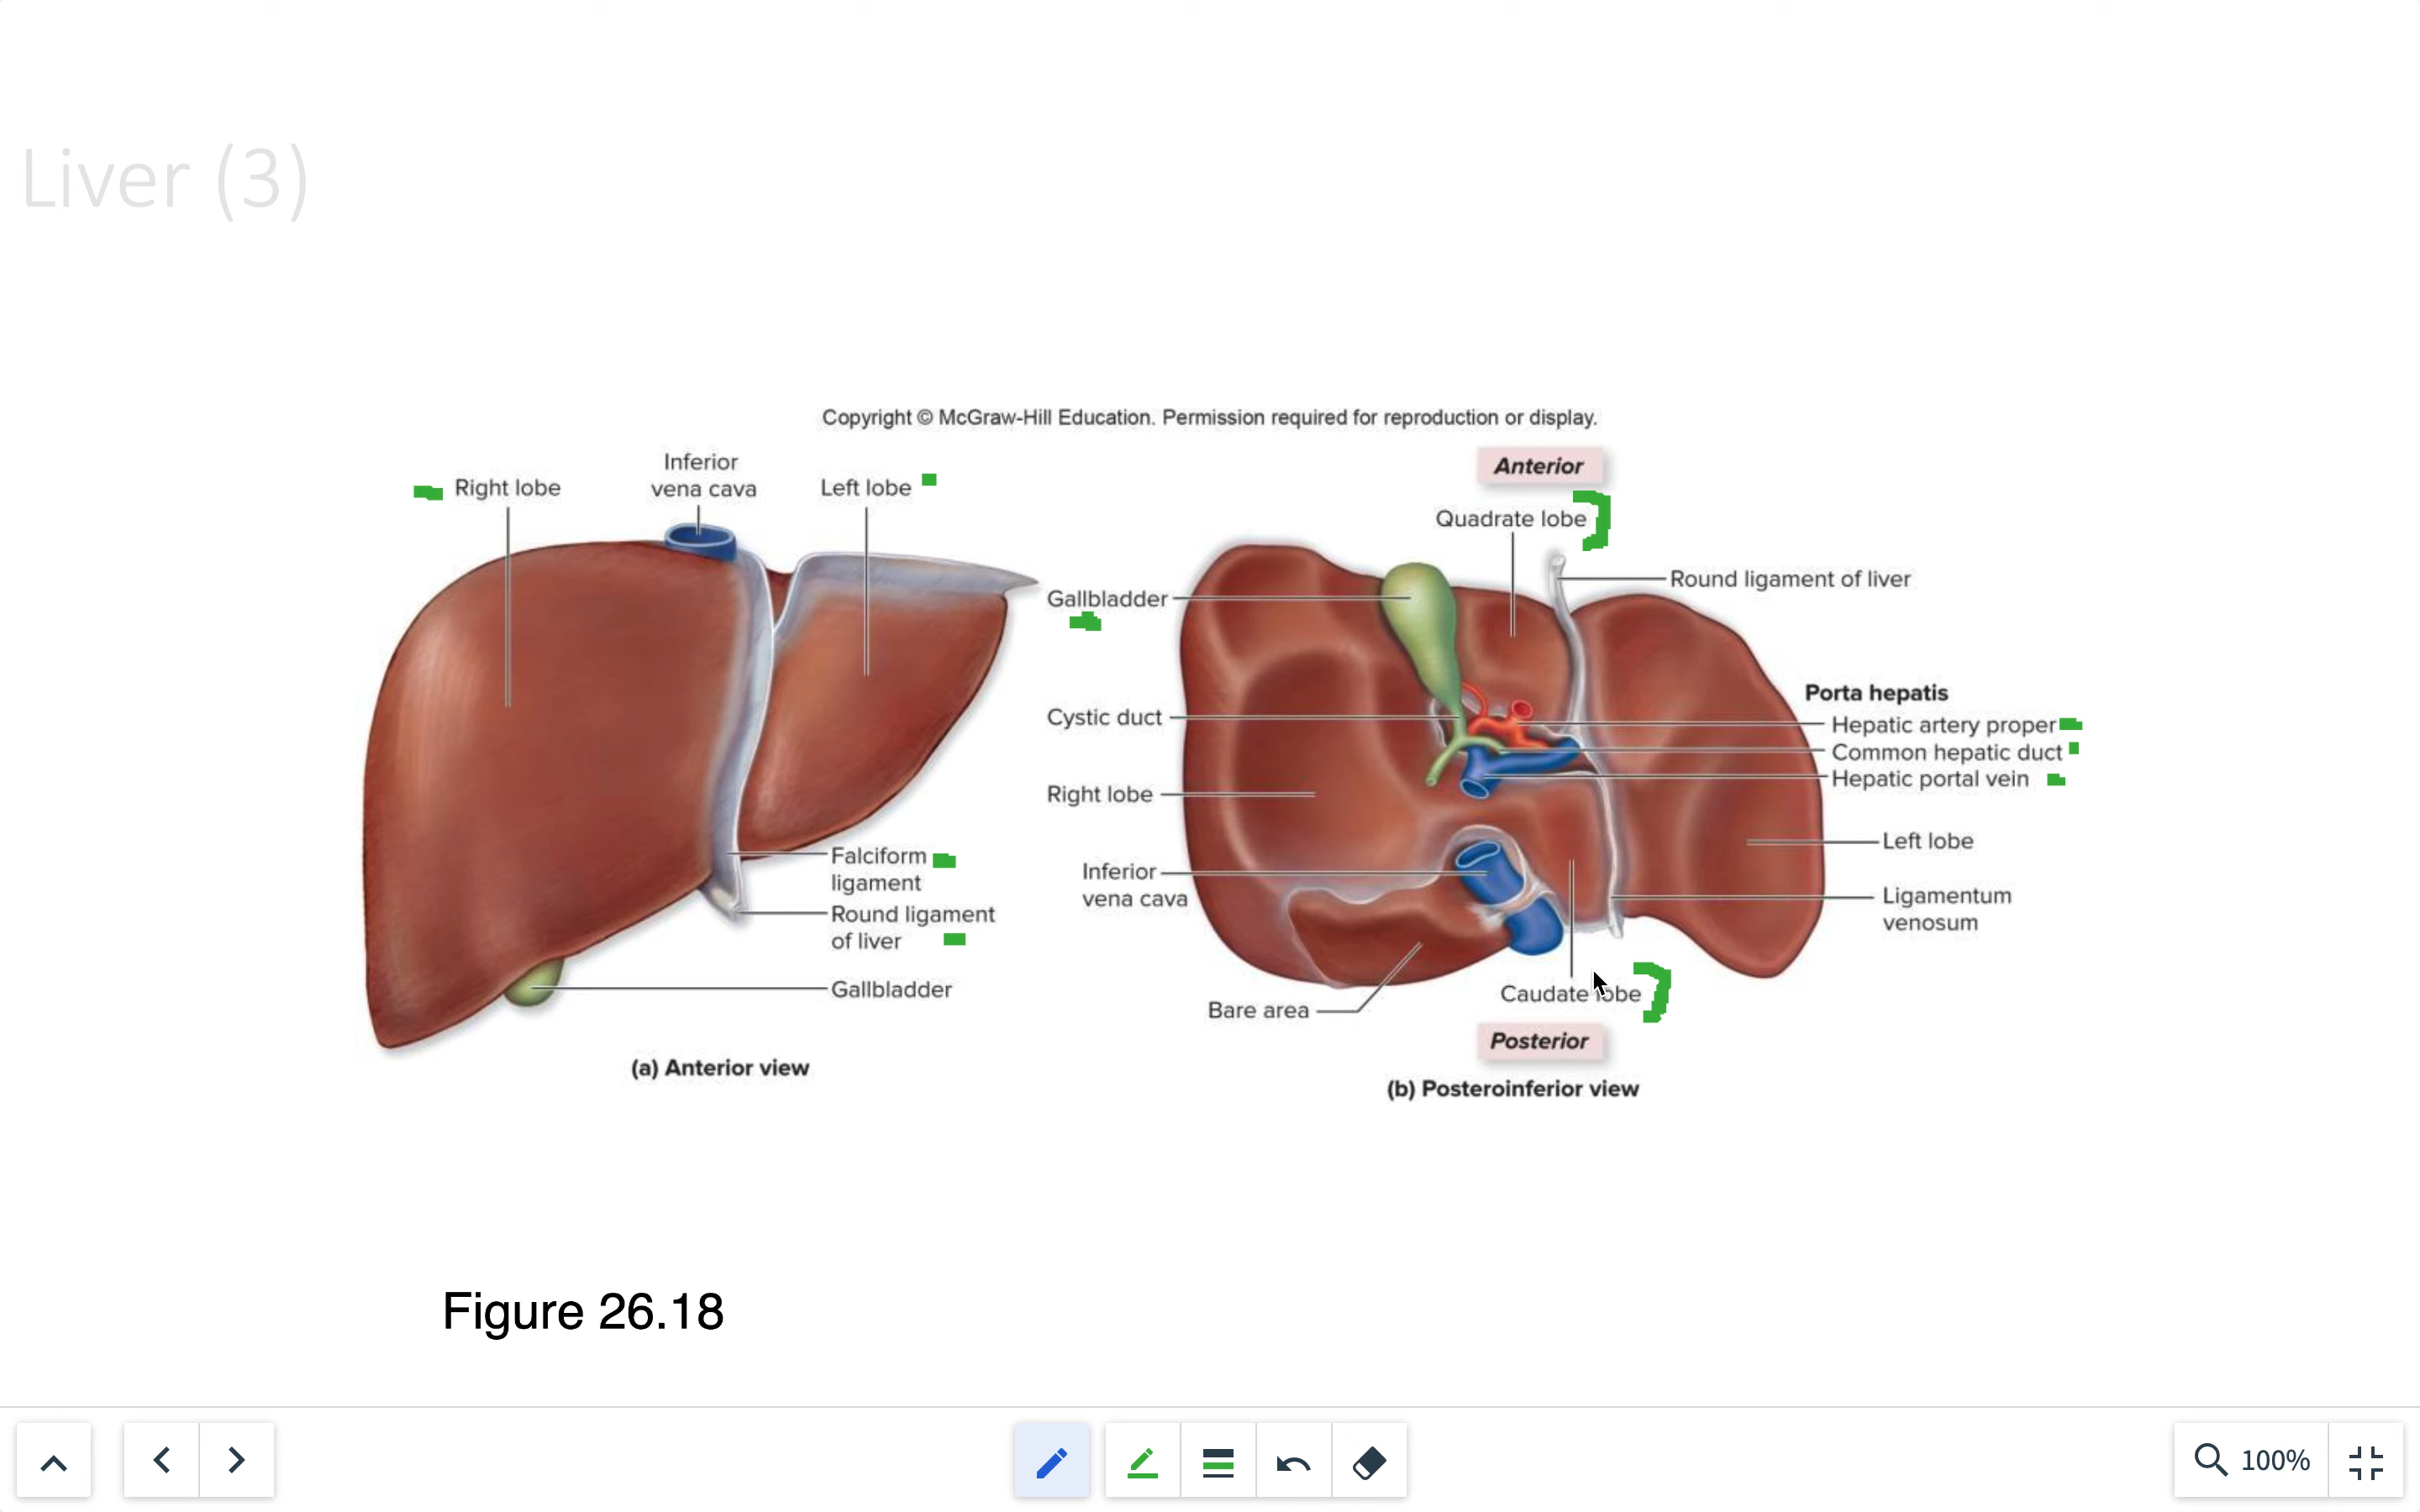 Liver (3)
Copyright © McGraw-Hill Education. Permission required for reproduction or display.
Right lobe
Inferior
vena cava
Left lobe
Falciform
ligament
Round ligament
of liver
Gallbladder
(a) Anterior view
Anterior
Quadrate lobe
Round ligament of liver
Gallbladder
Cystic duct
Right lobe
Inferior
vena cava
Bare area
Porta hepatis
Hepatic artery proper
Common hepatic duct
Hepatic portal vein
Left lobe
Ligamentum
venosum
Caudate lobe
Posterior
(b) Posteroinferior view
Figure 26.18
100%